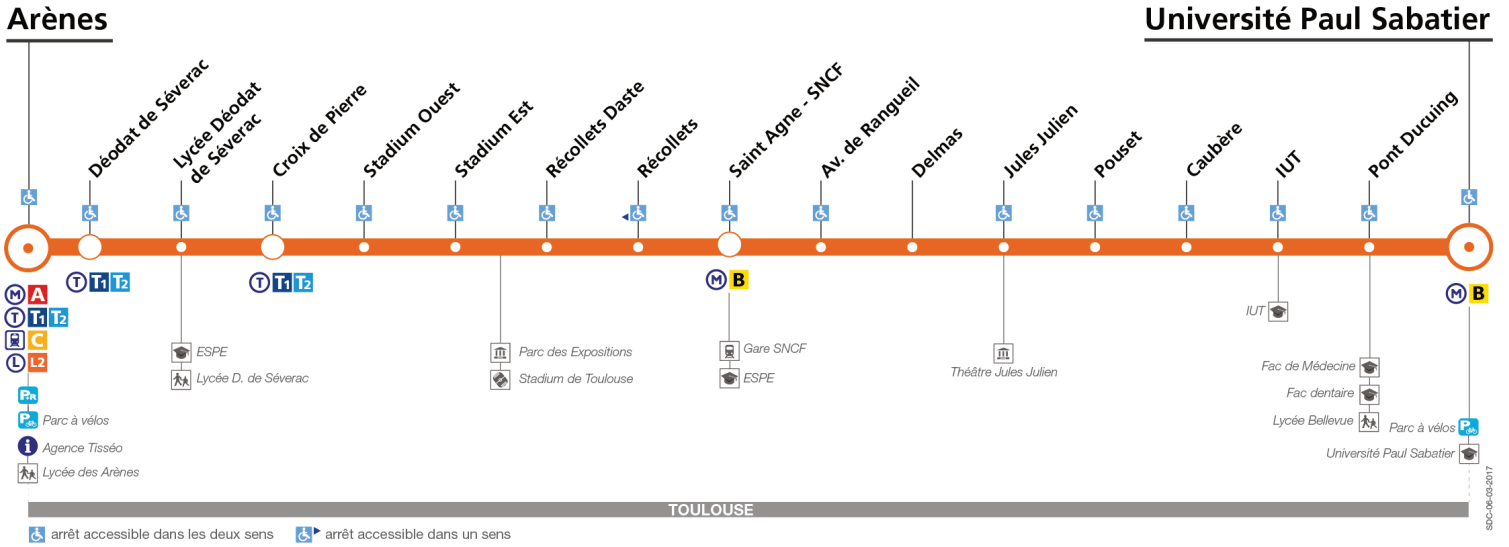 Arènes
Université Paul Sabatier
Déodat de Séverac
Lycée Déodat
de Séverac
Croix de Pierre
Stadium Ouest
Stadium Est
Récollets Daste
Récollets
Saint Agne - SNCF
Av. de Rangueil
Delmas
Jules Julien
Pouset
Caubère
IUT
Pont Ducuing
M A
T T1 T2
C
L L2
P+R
P Parc à vélos
i Agence Tisséo
Lycée des Arènes
T T1 T2
ESPE
Lycée D. de Séverac
T T1 T2
Parc des Expositions
Stadium de Toulouse
M B
Gare SNCF
ESPE
Théâtre Jules Julien
IUT
Fac de Médecine
Fac dentaire
Lycée Bellevue
M B
Parc à vélos P
Université Paul Sabatier
TOULOUSE
arrêt accessible dans les deux sens
arrêt accessible dans un sens
SDC-06-03-2017